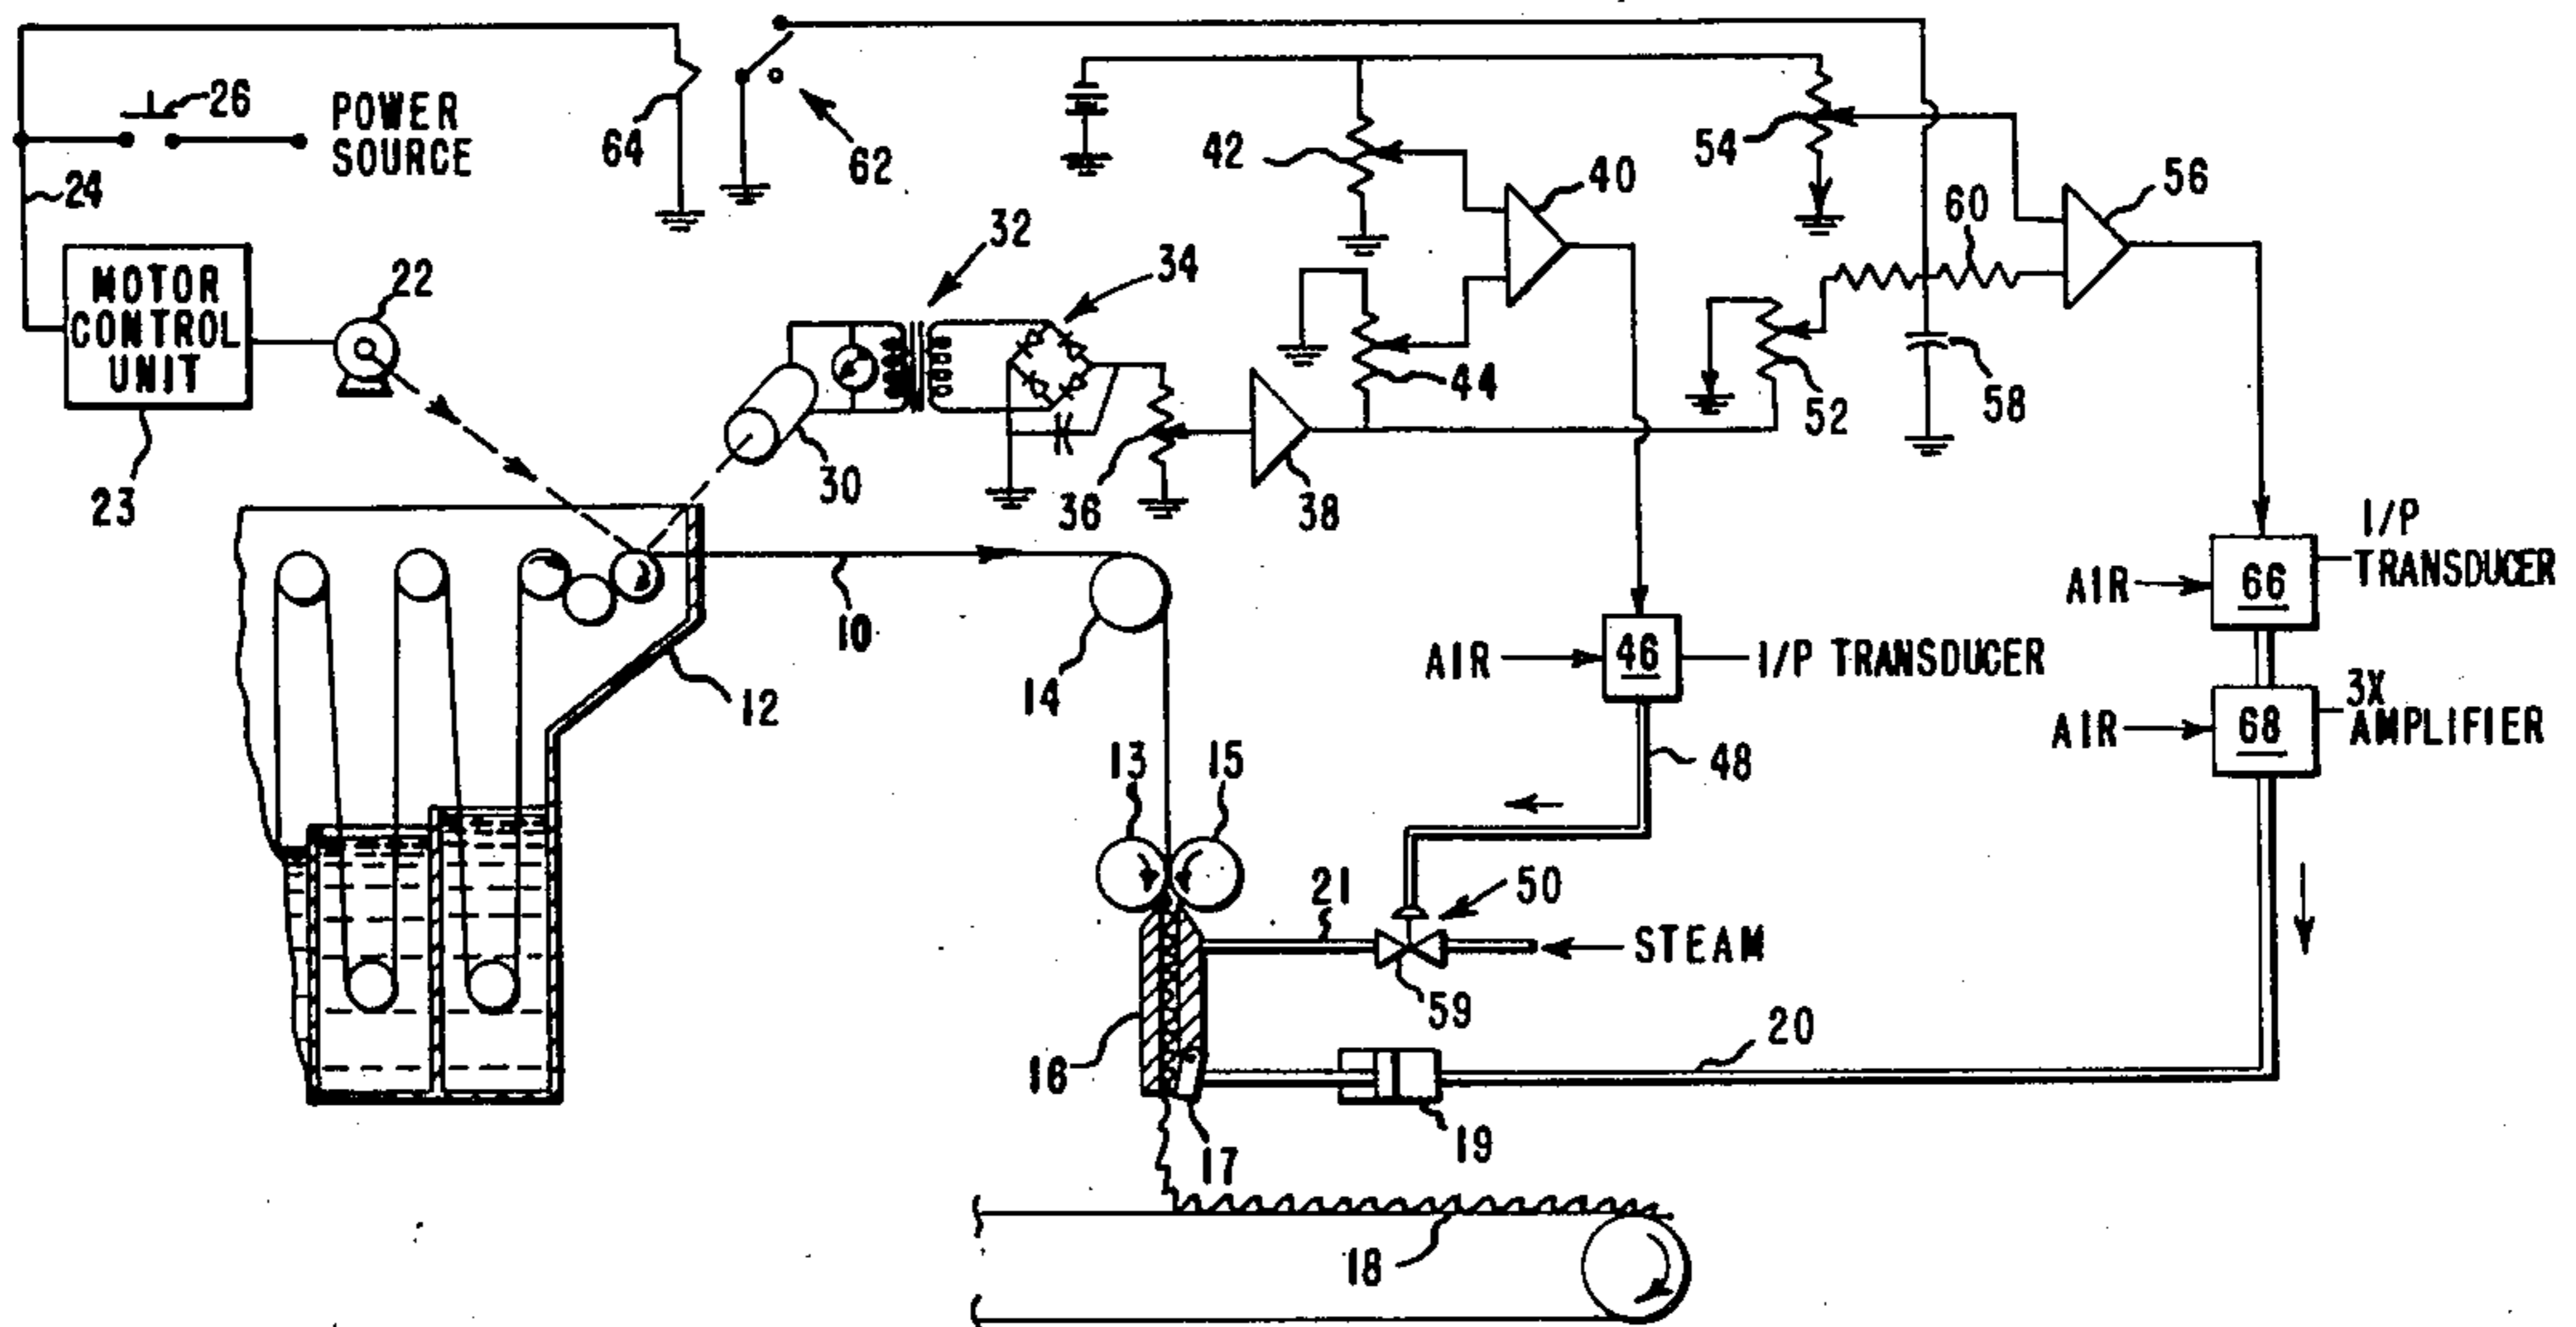 26
POWER
SOURCE
64
62
42
54
40
56
24
60
32
34
22
MOTOR
CONTROL
UNIT
44
52
58
23
30
36
38
I/P
TRANSDUCER
AIR
66
10
14
12
AIR
46
I/P TRANSDUCER
3X
AMPLIFIER
AIR
68
48
13
15
21
50
STEAM
59
16
20
19
17
18